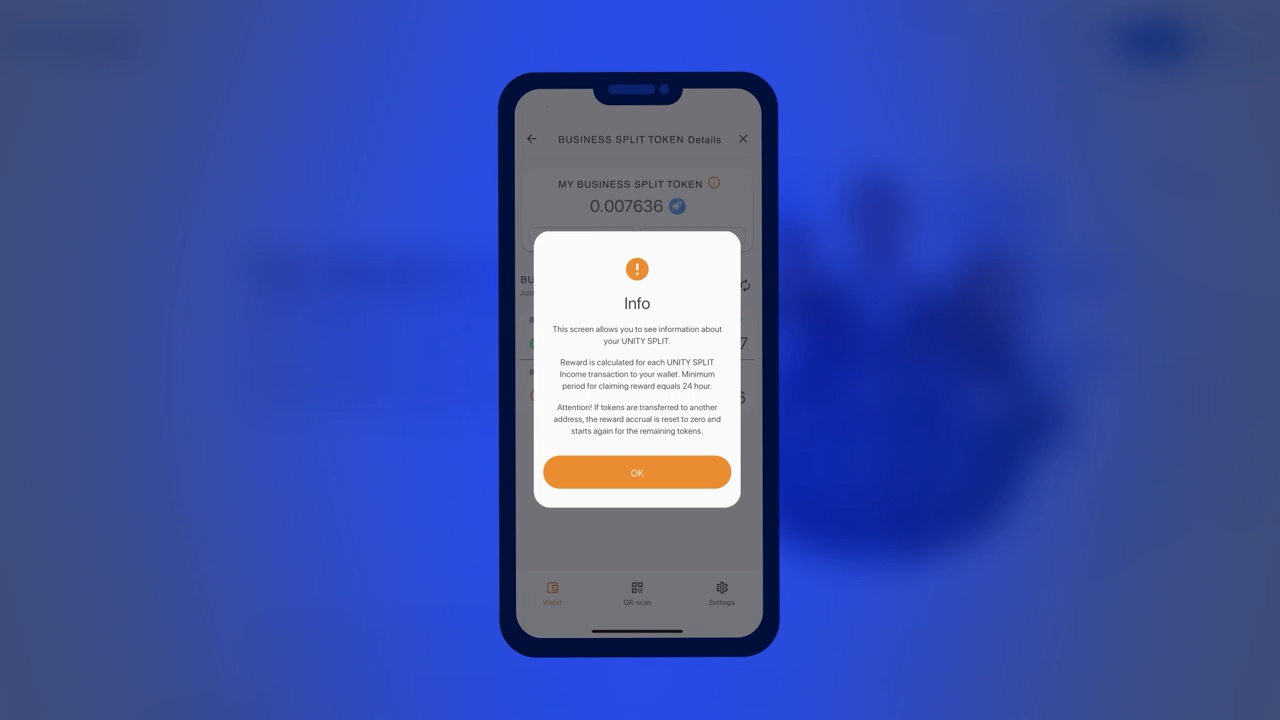 BUSINESS SPLIT TOKEN Details
MY BUSINESS SPLIT TOKEN
0.007636
Info
This screen allows you to see information about
your UNITY SPLIT.
Reward is calculated for each UNITY SPLIT
Income transaction to your wallet. Minimum
period for claiming reward equals 24 hour.
Attention! If tokens are transferred to another
address, the reward accrual is reset to zero and
starts again for the remaining tokens.
OK
Wallet
QR-scan
Settings